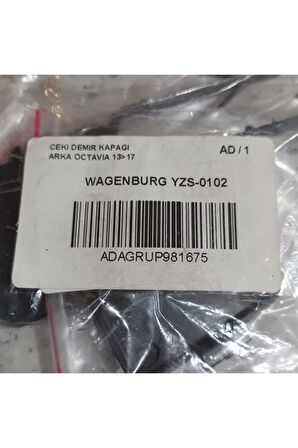 CEKI DEMIR KAPAGI
AD / 1
ARKA OCTAVIA 13> 17
WAGENBURG YZS-0102
ADAGRUP981675